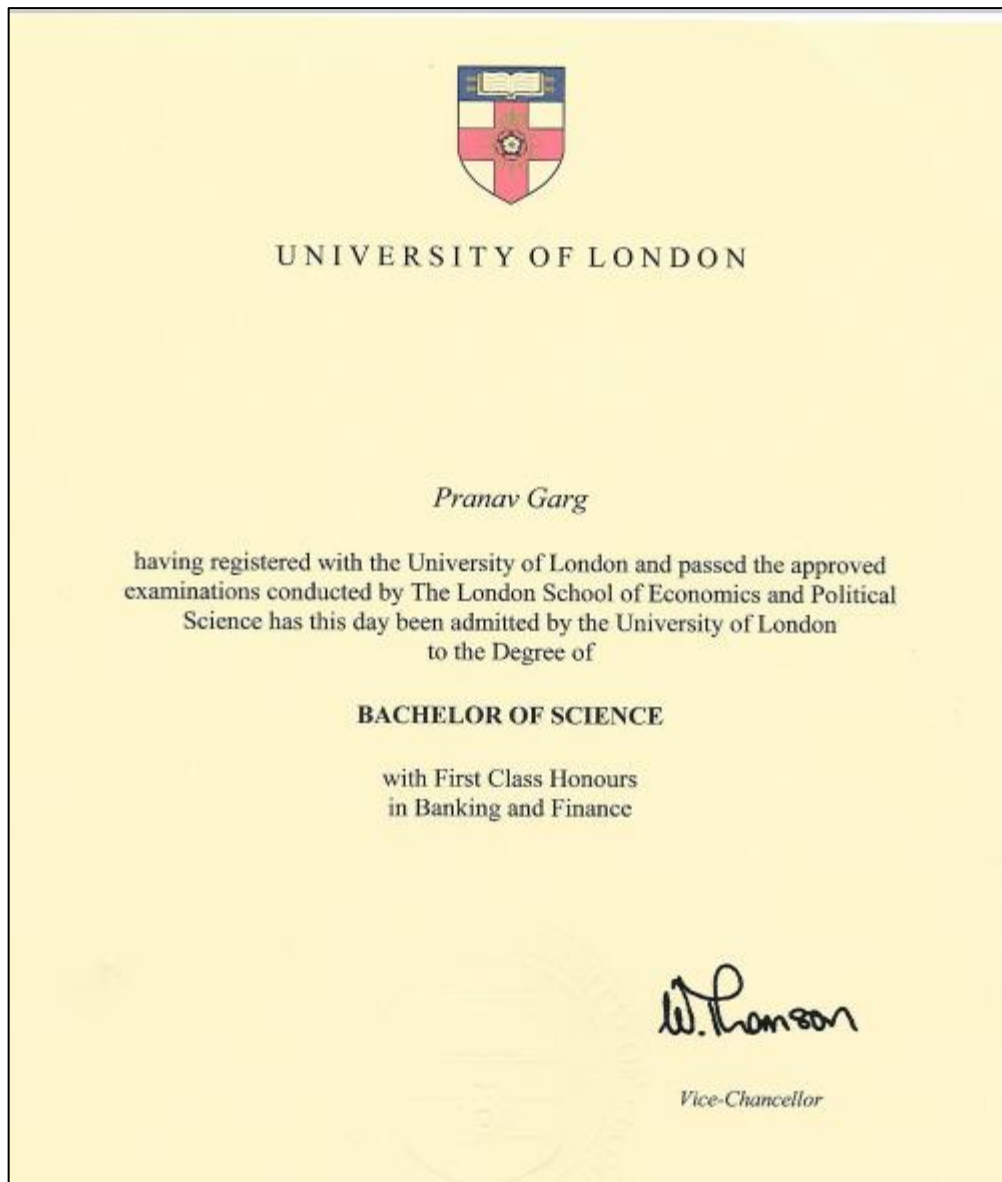 UNIVERSITY OF LONDON
Pranav Garg
having registered with the University of London and passed the approved
examinations conducted by The London School of Economics and Political
Science has this day been admitted by the University of London
to the Degree of
BACHELOR OF SCIENCE
with First Class Honours
in Banking and Finance
W. Thomson
Vice-Chancellor